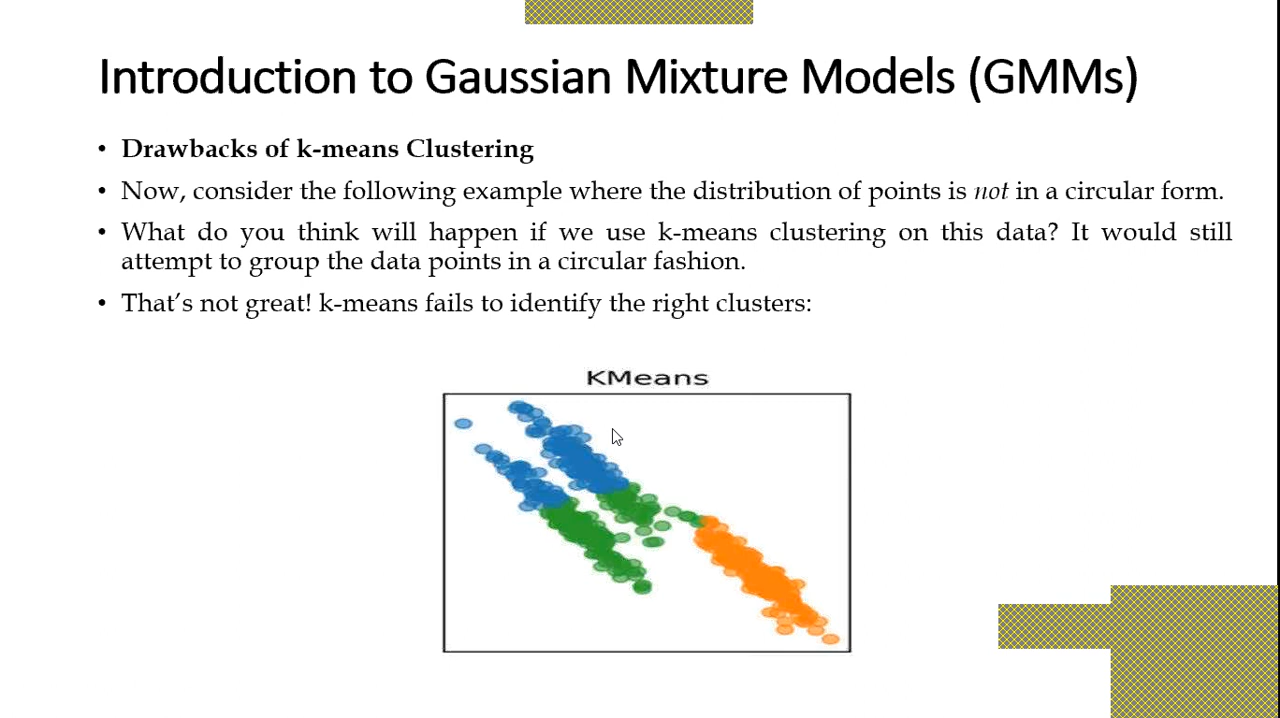 Introduction to Gaussian Mixture Models (GMMs)
• Drawbacks of k-means Clustering
• Now, consider the following example where the distribution of points is not in a circular form.
• What do you think will happen if we use k-means clustering on this data? It would still
attempt to group the data points in a circular fashion.
• That's not great! k-means fails to identify the right clusters:
KMeans